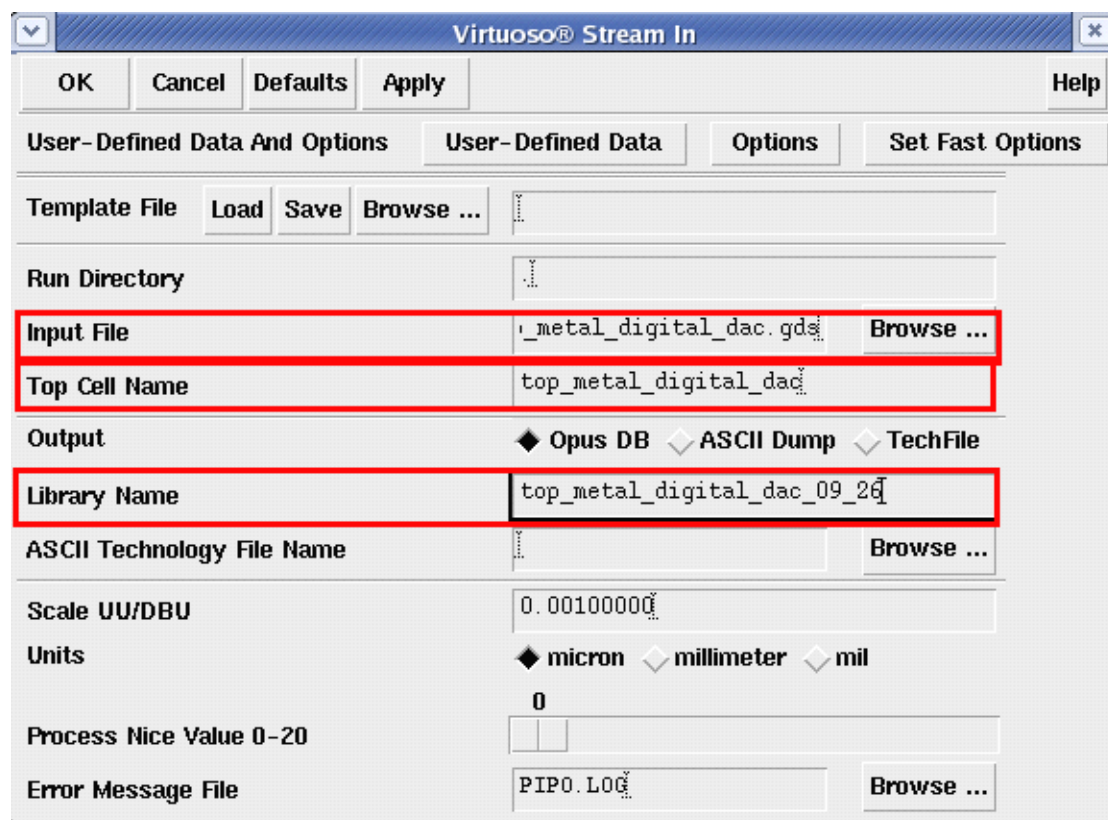 Virtuoso® Stream In
OK Cancel Defaults Apply Help
User-Defined Data And Options User-Defined Data Options Set Fast Options
Template File Load Save Browse ...
Run Directory .
Input File _metal_digital_dac.gds Browse ...
Top Cell Name top_metal_digital_dac
Output Opus DB ASCII Dump TechFile
Library Name top_metal_digital_dac_09_26
ASCII Technology File Name Browse ...
Scale UU/DBU 0.00100000
Units micron millimeter mil
0
Process Nice Value 0-20
Error Message File PIPO.LOG Browse ...